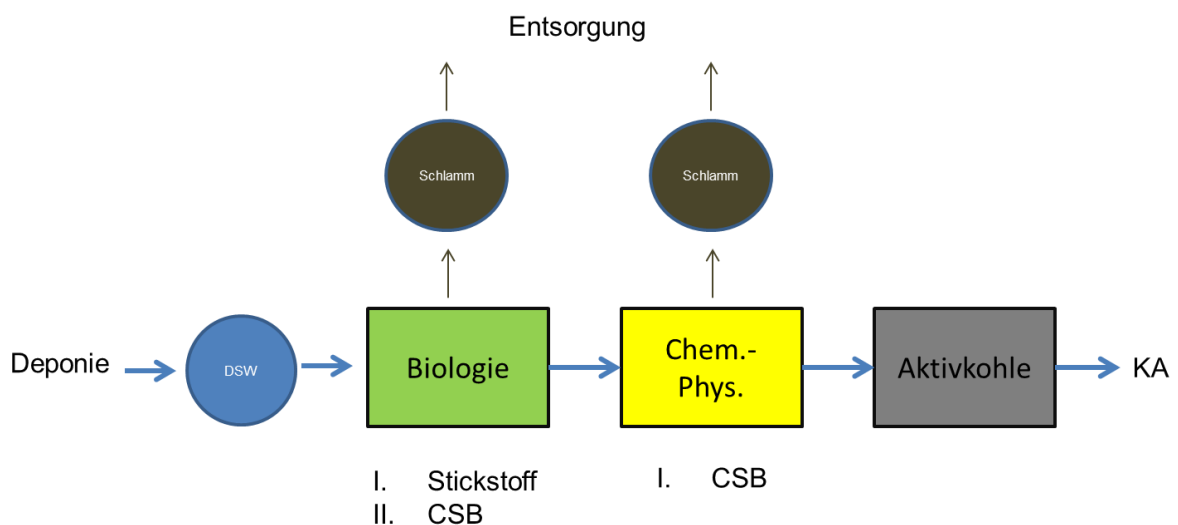 Entsorgung
Schlamm
Schlamm
Deponie
DSW
Biologie
Chem.-
Phys.
Aktivkohle
KA
I. Stickstoff
II. CSB
I. CSB